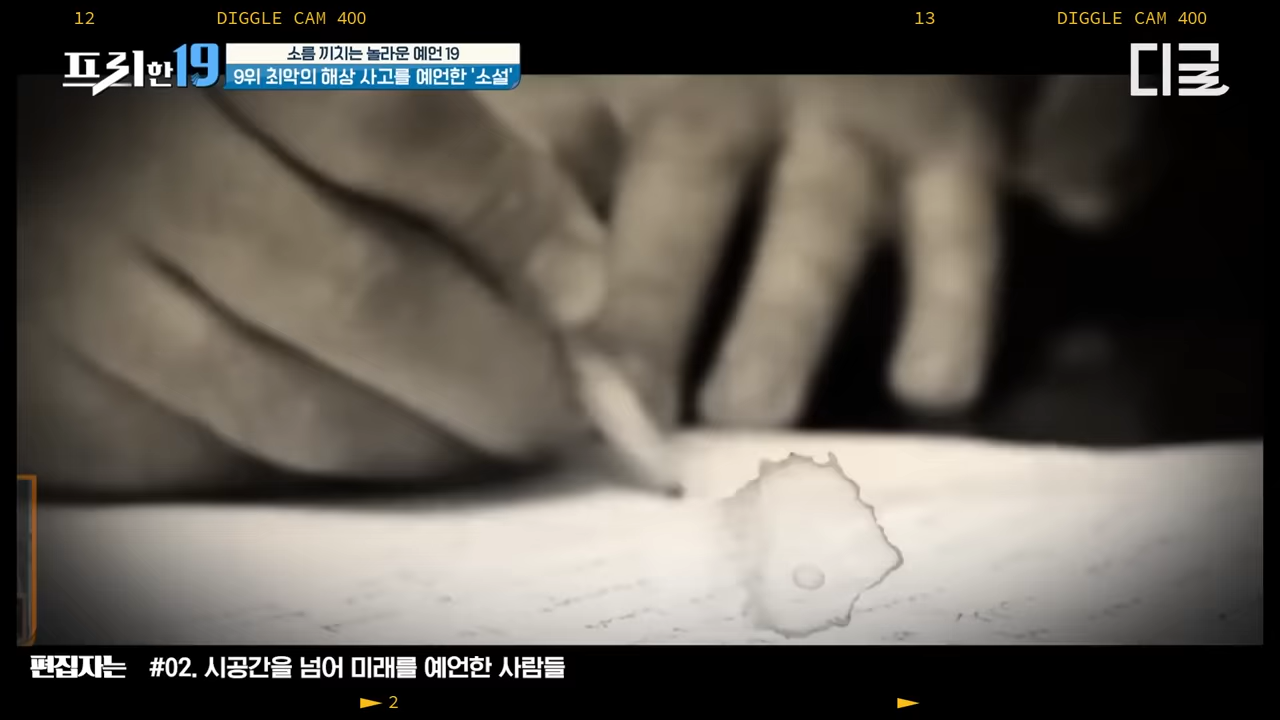 12 DIGGLE CAM 400 13 DIGGLE CAM 400
프리한19
소름 끼치는 놀라운 예언 19
9위 최악의 해상 사고를 예언한 '소설'
디글
편집자는 #02. 시공간을 넘어 미래를 예언한 사람들
2